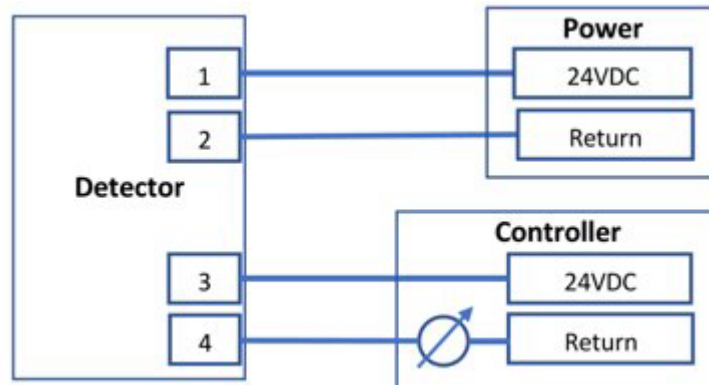 Power
1
24VDC
2
Return
Detector
Controller
3
24VDC
4
Return